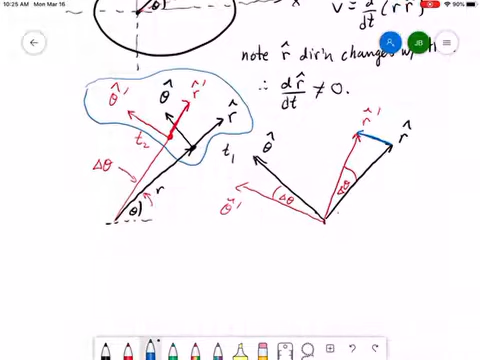 10:25 AM Mon Mar 16
90%
θ
x
v = d/dt (r r̂)
note r̂ dir'n changes w/
∴ dr̂/dt ≠ 0.
JB
θ̂' θ̂ r̂' r̂
t₂ t₁
Δθ
r
θ
θ̂ r̂' r̂
Δθ
θ̂' Δθ